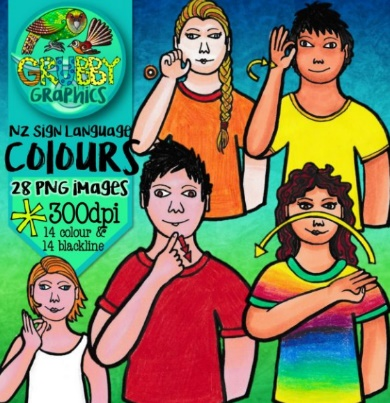 GRUBBY
GRAPHICS
NZ Sign Language
COLOURS
28 PNG images
300dpi
14 colour &
14 blackline